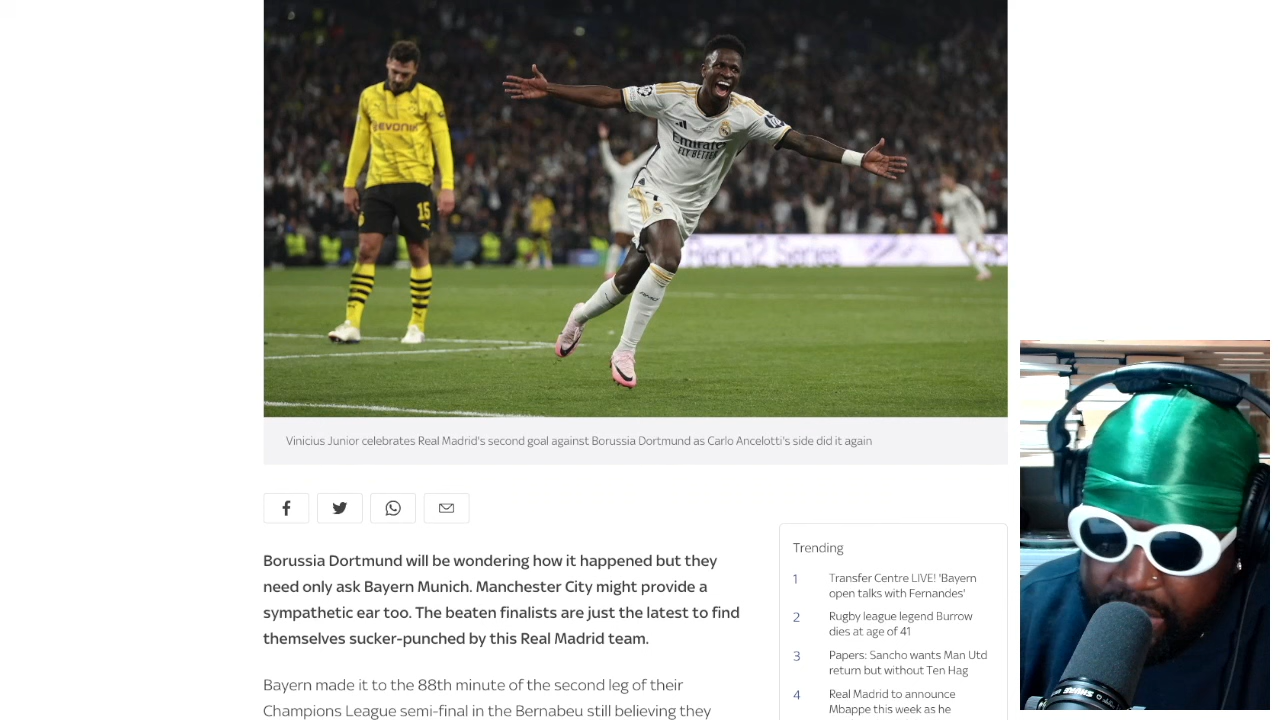 EVONIK
15
Emirates
FLY BETTER
Reno12 Series
Vinicius Junior celebrates Real Madrid's second goal against Borussia Dortmund as Carlo Ancelotti's side did it again
Borussia Dortmund will be wondering how it happened but they
need only ask Bayern Munich. Manchester City might provide a
sympathetic ear too. The beaten finalists are just the latest to find
themselves sucker-punched by this Real Madrid team.
Bayern made it to the 88th minute of the second leg of their
Champions League semi-final in the Bernabeu still believing they
Trending
1 Transfer Centre LIVE! 'Bayern
open talks with Fernandes'
2 Rugby league legend Burrow
dies at age of 41
3 Papers: Sancho wants Man Utd
return but without Ten Hag
4 Real Madrid to announce
Mbappe this week as he
SHURE